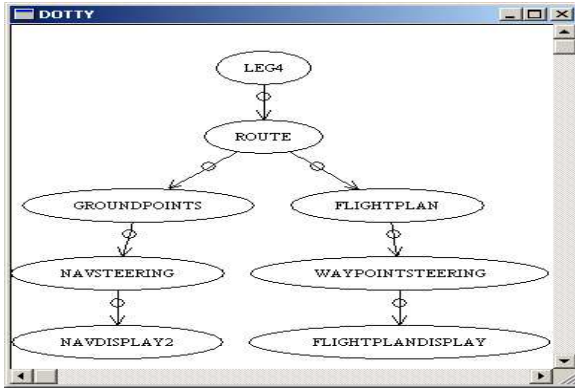 DOTTY
LEG4
ROUTE
GROUNDPOINTS FLIGHTPLAN
NAVSTEERING WAYPOINTSTEERING
NAVDISPLAY2 FLIGHTPLANDISPLAY